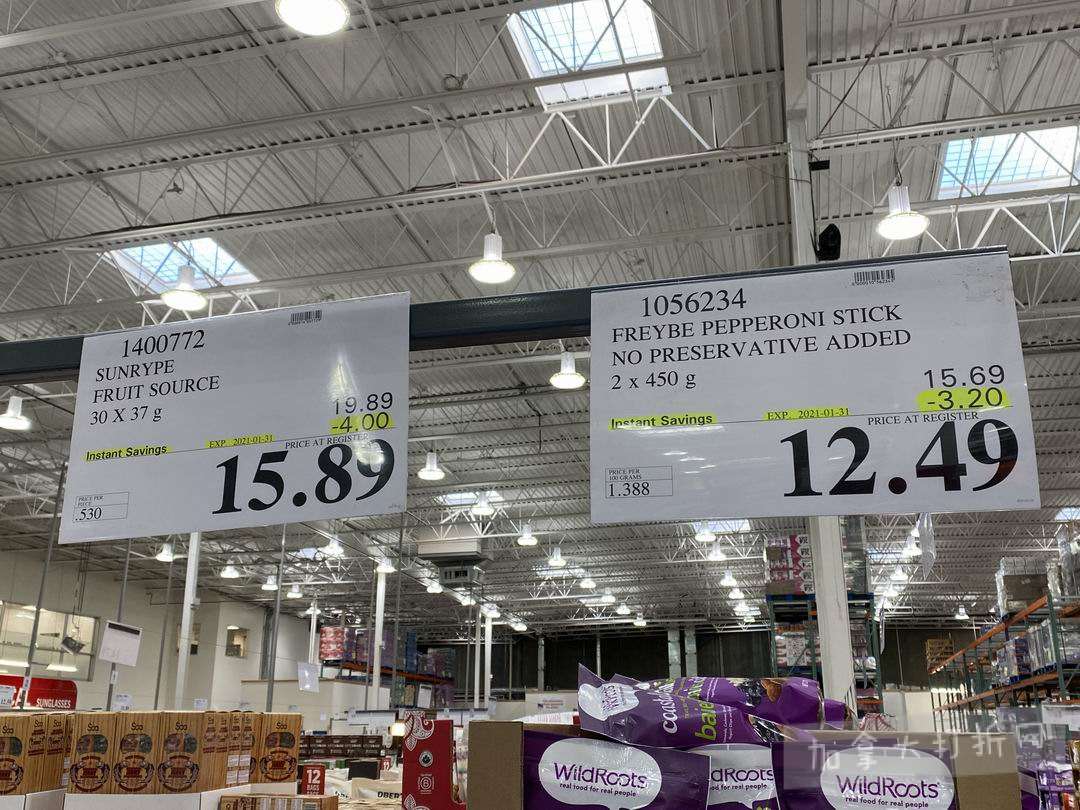 1400772
SUNRYPE
FRUIT SOURCE
30 X 37 g
19.89
-4.00
Instant Savings
EXP. 2021-01-31
PRICE AT REGISTER
15.89
PRICE PER
PIECE
.530
1056234
FREYBE PEPPERONI STICK
NO PRESERVATIVE ADDED
2 x 450 g
15.69
-3.20
Instant Savings
EXP. 2021-01-31
PRICE AT REGISTER
12.49
PRICE PER
100 GRAMS
1.388
SUNGLASSES
12
BAGS
WildRoots
real food for real people
WildRoots
real food for real people
加拿大打折网